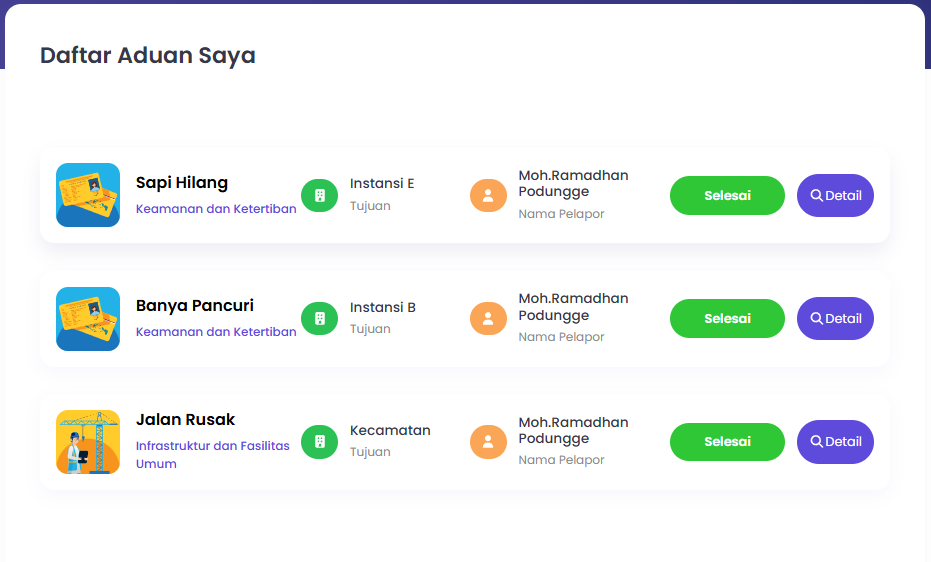 Daftar Aduan Saya
Sapi Hilang
Keamanan dan Ketertiban
Instansi E
Tujuan
Moh.Ramadhan
Podungge
Nama Pelapor
Selesai
Detail
Banya Pancuri
Keamanan dan Ketertiban
Instansi B
Tujuan
Moh.Ramadhan
Podungge
Nama Pelapor
Selesai
Detail
Jalan Rusak
Infrastruktur dan Fasilitas
Umum
Kecamatan
Tujuan
Moh.Ramadhan
Podungge
Nama Pelapor
Selesai
Detail